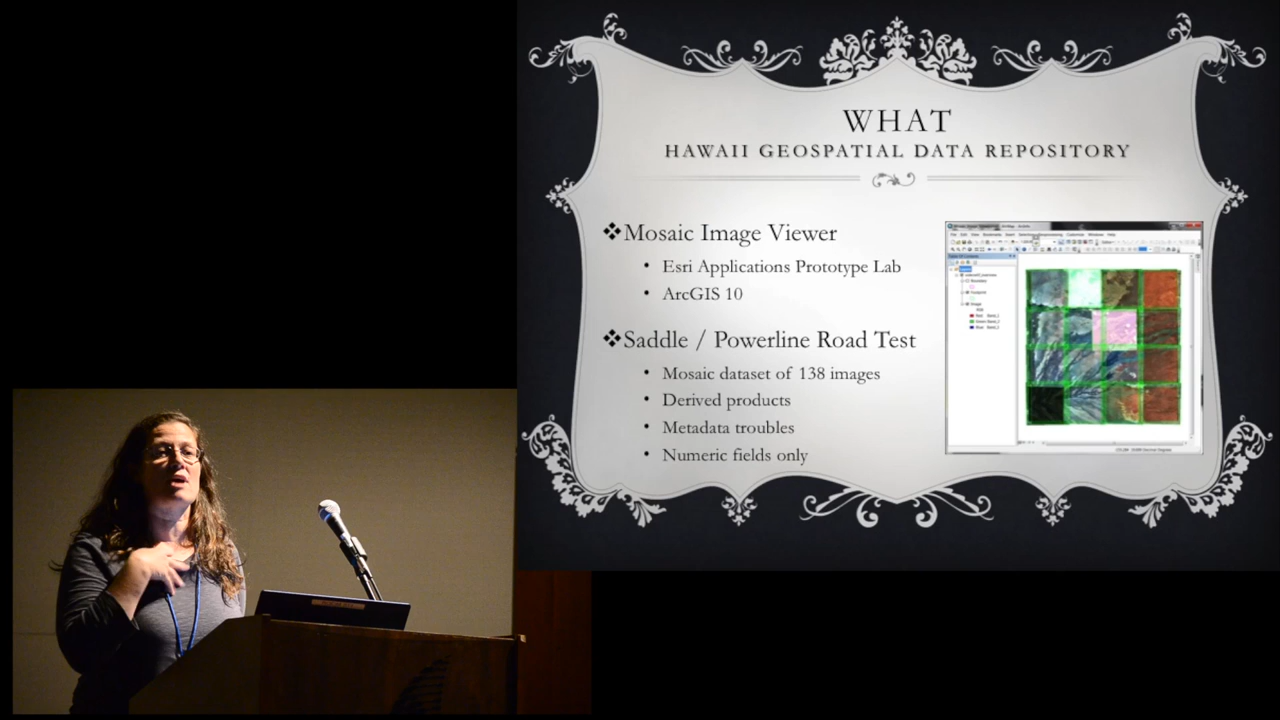 WHAT
HAWAII GEOSPATIAL DATA REPOSITORY
❖Mosaic Image Viewer
• Esri Applications Prototype Lab
• ArcGIS 10
❖Saddle / Powerline Road Test
• Mosaic dataset of 138 images
• Derived products
• Metadata troubles
• Numeric fields only